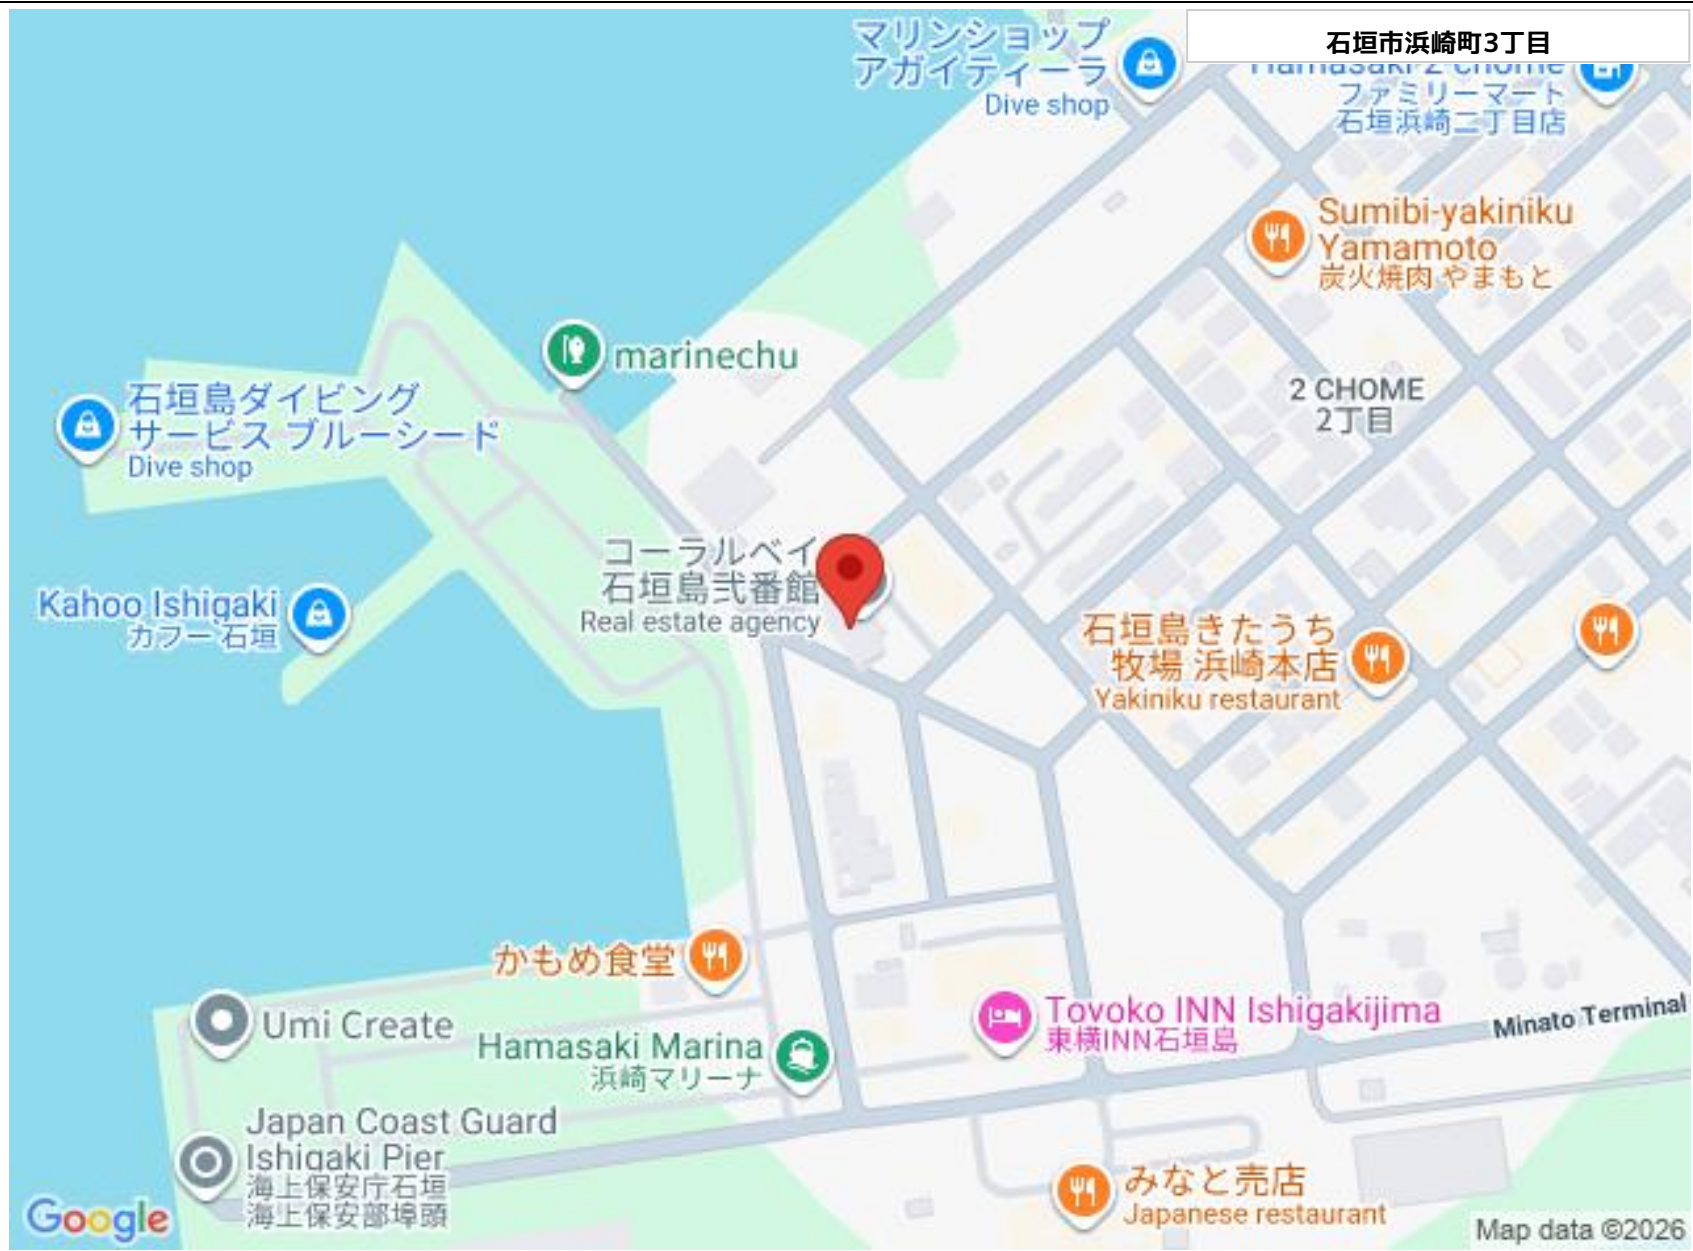 石垣市浜崎町3丁目
マリンショップ
アガイティーラ
Dive shop
ファミリーマート
石垣浜崎二丁目店
Sumibi-yakiniku
Yamamoto
炭火焼肉 やまもと
marinechu
2 CHOME
2丁目
石垣島ダイビング
サービス ブルーシード
Dive shop
コーラルベイ
石垣島弐番館
Real estate agency
Kahoo Ishigaki
カフー 石垣
石垣島きたうち
牧場 浜崎本店
Yakiniku restaurant
かもめ食堂
Umi Create
Hamasaki Marina
浜崎マリーナ
Toyoko INN Ishigakijima
東横INN石垣島
Minato Terminal
Japan Coast Guard
Ishigaki Pier
海上保安庁石垣
海上保安部埠頭
みなと売店
Japanese restaurant
Google
Map data ©2026